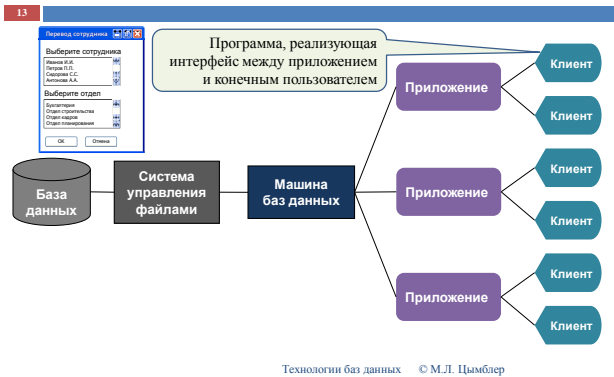 13
Перевод сотрудника
Выберите сотрудника
Иванов И.И.
Петров П.П.
Сидорова С.С.
Антонова А.А.
Выберите отдел
Бухгалтерия
Отдел строительства
Отдел кадров
Отдел планирования
ОК
Отмена
Программа, реализующая
интерфейс между приложением
и конечным пользователем
База
данных
Система
управления
файлами
Машина
баз данных
Приложение
Приложение
Приложение
Клиент
Клиент
Клиент
Клиент
Клиент
Клиент
Технологии баз данных © М.Л. Цымблер